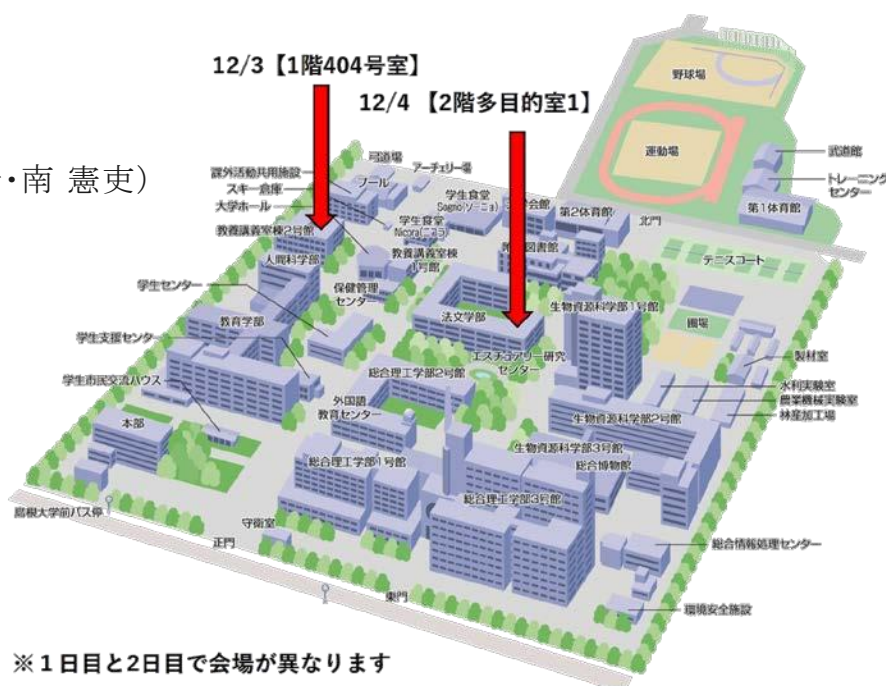 12/3【1階404号室】
12/4 【2階多目的室1】
・南 憲吏)
野球場
運動場
武道館
トレーニング
センター
第1体育館
弓道場
アーチェリー場
課外活動共用施設
プール
スキー倉庫
大学ホール
学生食堂
Sogno(ソーニョ)
会館
第2体育館
北門
学生食堂
Nicora(ニコラ)
教養講義室棟2号館
教養講義室棟
1号館
図書館
テニスコート
人間科学部
保健管理
センター
学生センター
法文学部
生物資源科学部1号館
圃場
教育学部
学生支援センター
エスチュアリー研究
センター
製材室
総合理工学部2号館
学生市民交流ハウス
外国語
教育センター
水利実験室
農業機械実験室
林産加工場
本部
生物資源科学部2号館
生物資源科学部3号館
総合理工学部1号館
総合博物館
総合理工学部3号館
島根大学前バス停
守衛室
正門
総合情報処理センター
東門
環境安全施設
※1日目と2日目で会場が異なります